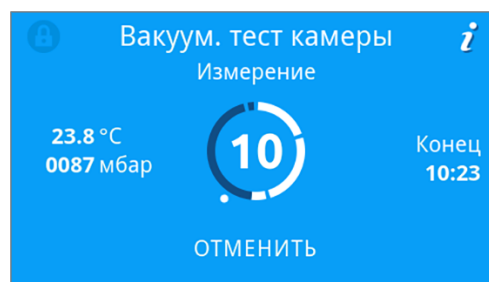 Вакуум. тест камеры
i
Измерение
23.8 °C
0087 мбар
10
Конец
10:23
ОТМЕНИТЬ